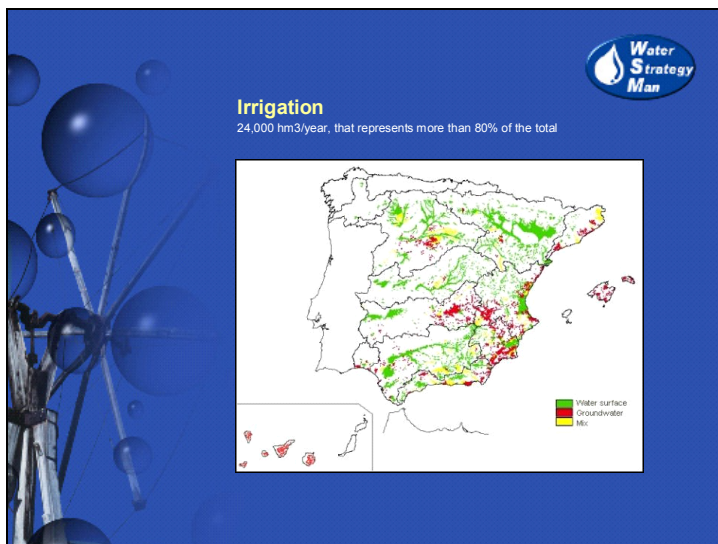 Water
Strategy
Man
Irrigation
24,000 hm3/year, that represents more than 80% of the total
Water surface
Groundwater
Mix